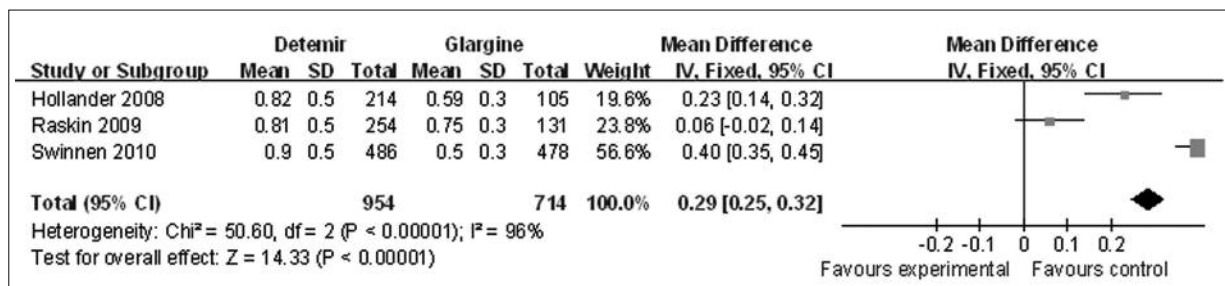 Detemir Glargine Mean Difference Mean Difference
Study or Subgroup Mean SD Total Mean SD Total Weight IV, Fixed, 95% CI IV, Fixed, 95% CI
Hollander 2008 0.82 0.5 214 0.59 0.3 105 19.6% 0.23 [0.14, 0.32]
Raskin 2009 0.81 0.5 254 0.75 0.3 131 23.8% 0.06 [-0.02, 0.14]
Swinnen 2010 0.9 0.5 486 0.5 0.3 478 56.6% 0.40 [0.35, 0.45]
Total (95% CI) 954 714 100.0% 0.29 [0.25, 0.32]
Heterogeneity: Chi² = 50.60, df = 2 (P < 0.00001); I² = 96%
Test for overall effect: Z = 14.33 (P < 0.00001)
-0.2 -0.1 0 0.1 0.2
Favours experimental Favours control